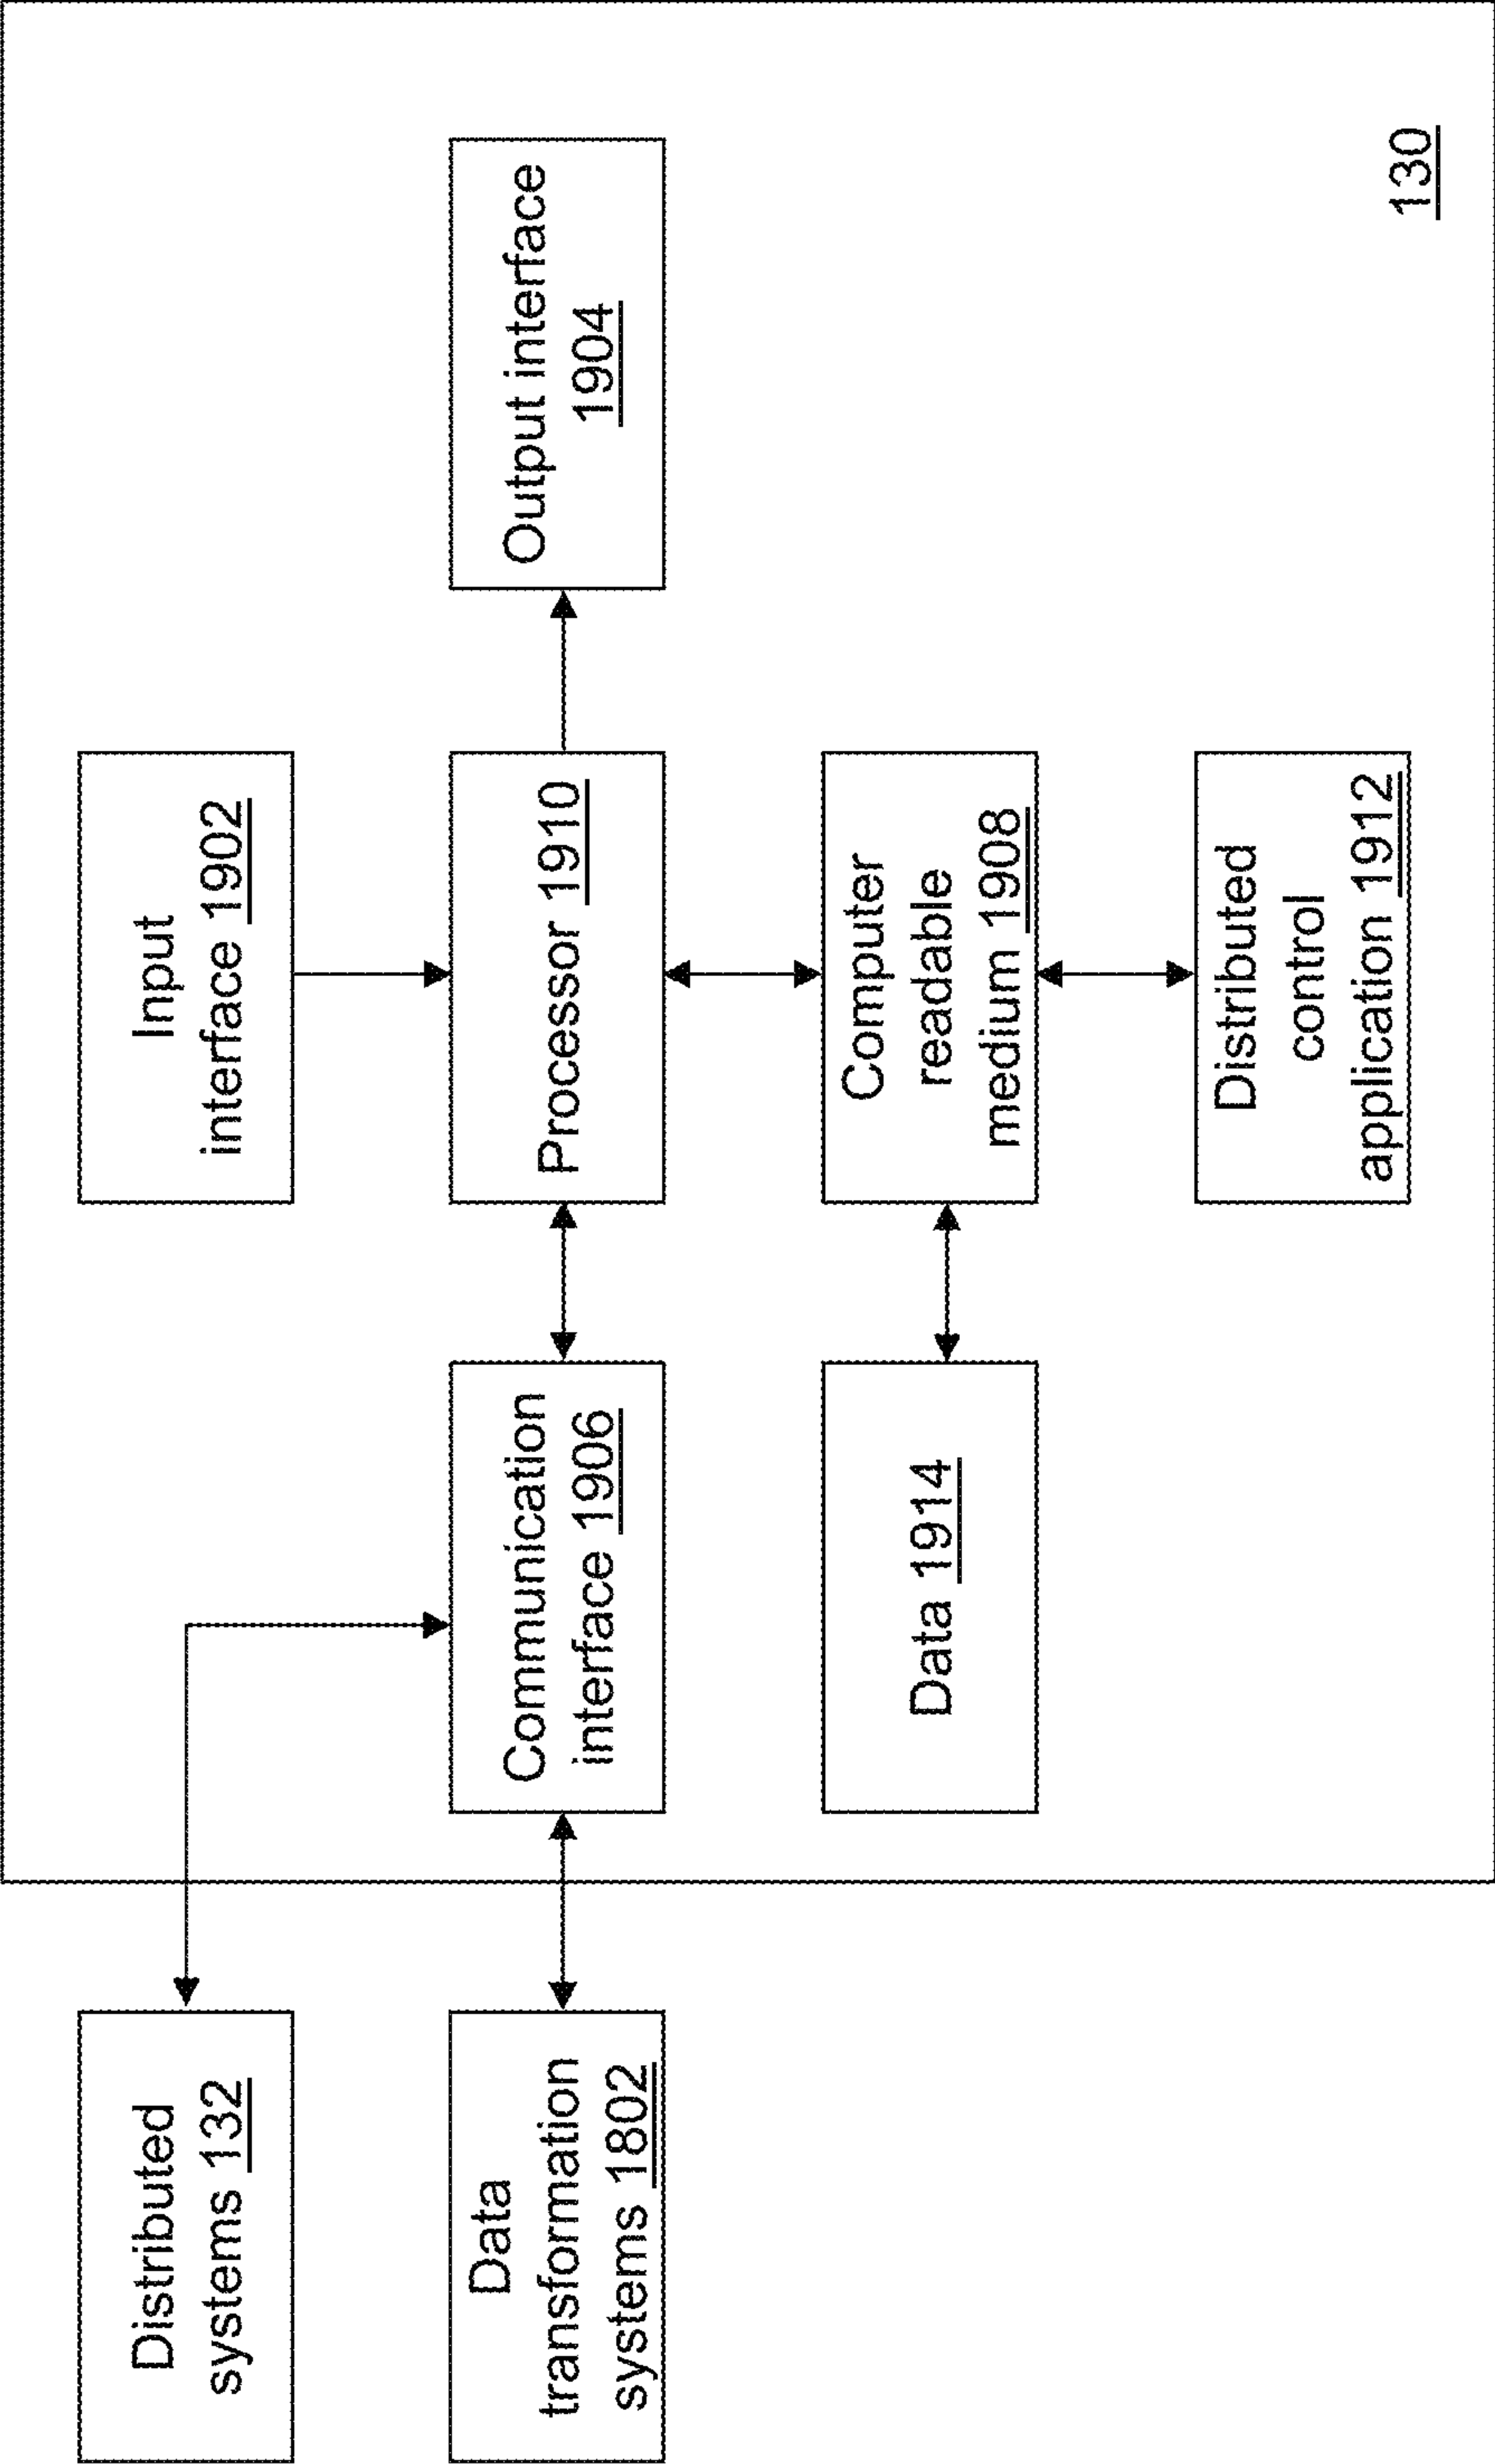 Distributed
systems 132
Input
interface 1902
Data
transformation
systems 1802
Communication
interface 1906
Processor 1910
Output interface
1904
Data 1914
Computer
readable
medium 1908
Distributed
control
application 1912
130